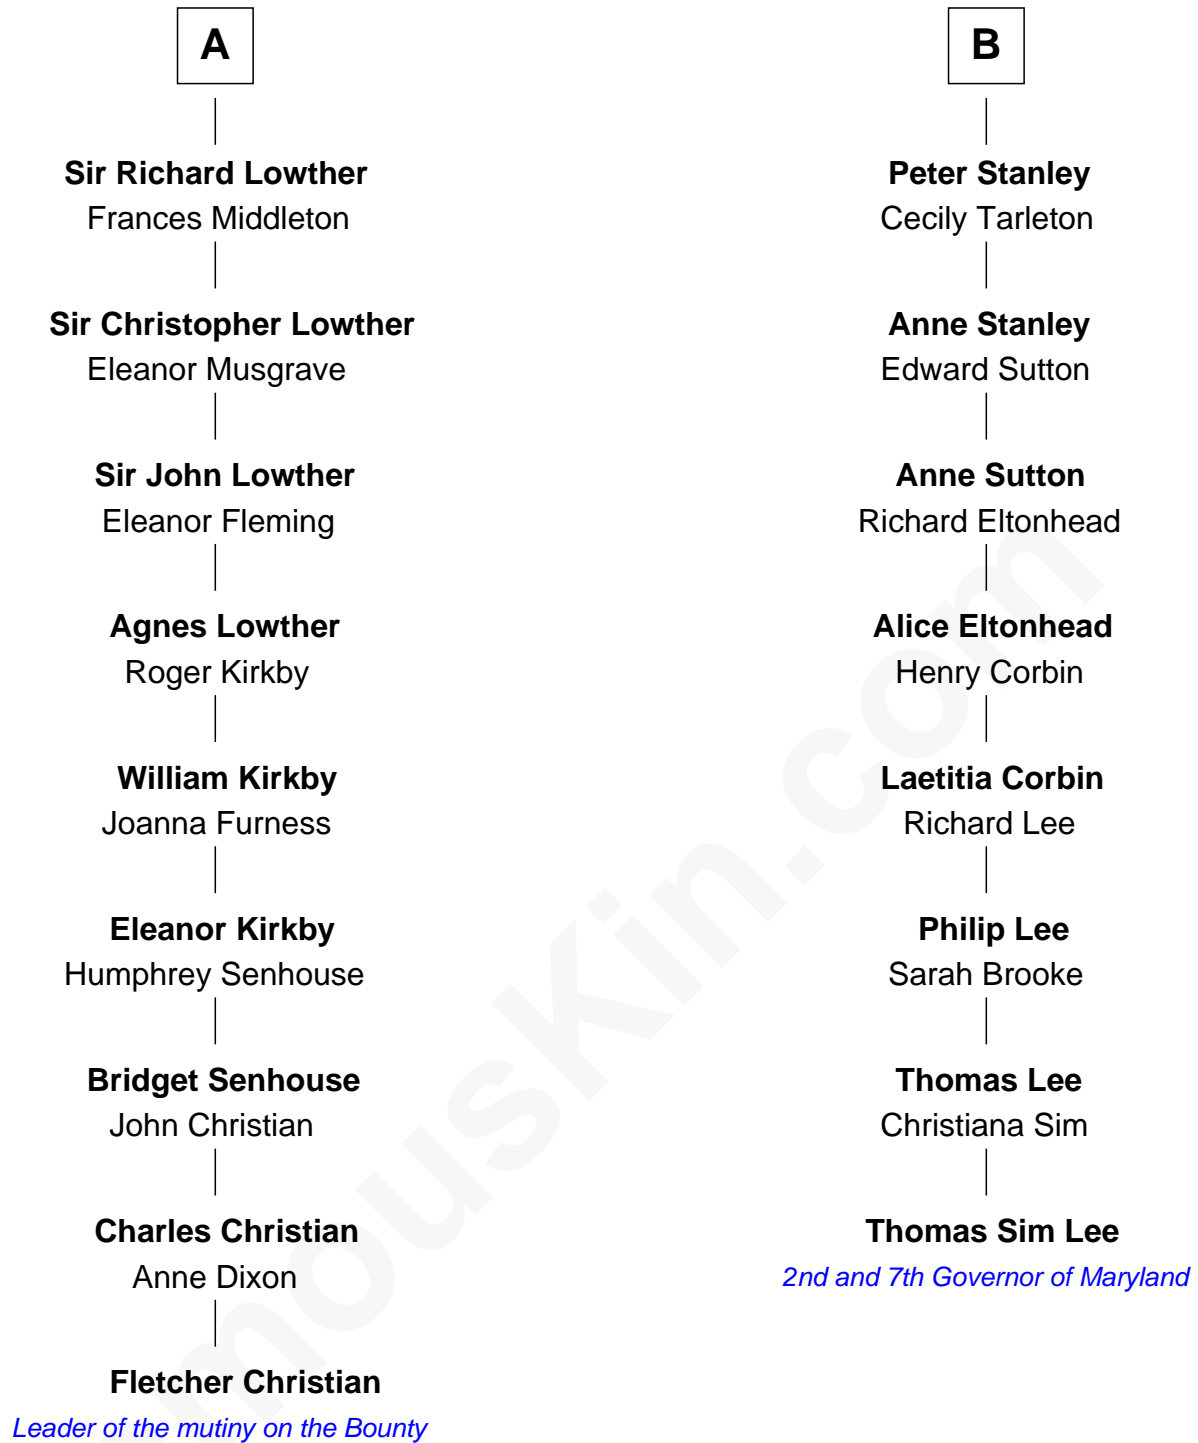 A
Sir Richard Lowther
Frances Middleton
Sir Christopher Lowther
Eleanor Musgrave
Sir John Lowther
Eleanor Fleming
Agnes Lowther
Roger Kirkby
William Kirkby
Joanna Furness
Eleanor Kirkby
Humphrey Senhouse
Bridget Senhouse
John Christian
Charles Christian
Anne Dixon
Fletcher Christian
Leader of the mutiny on the Bounty
B
Peter Stanley
Cecily Tarleton
Anne Stanley
Edward Sutton
Anne Sutton
Richard Eltonhead
Alice Eltonhead
Henry Corbin
Laetitia Corbin
Richard Lee
Philip Lee
Sarah Brooke
Thomas Lee
Christiana Sim
Thomas Sim Lee
2nd and 7th Governor of Maryland
mousKin.com